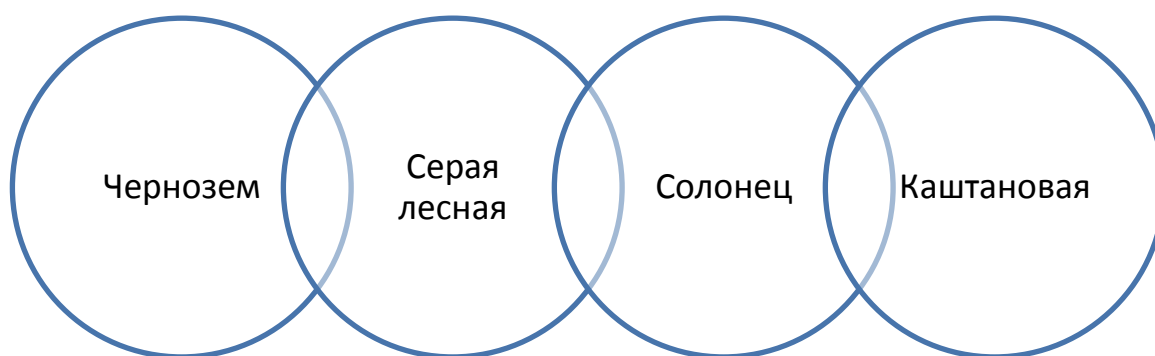 Чернозем
Серая
лесная
Солонец
Каштановая